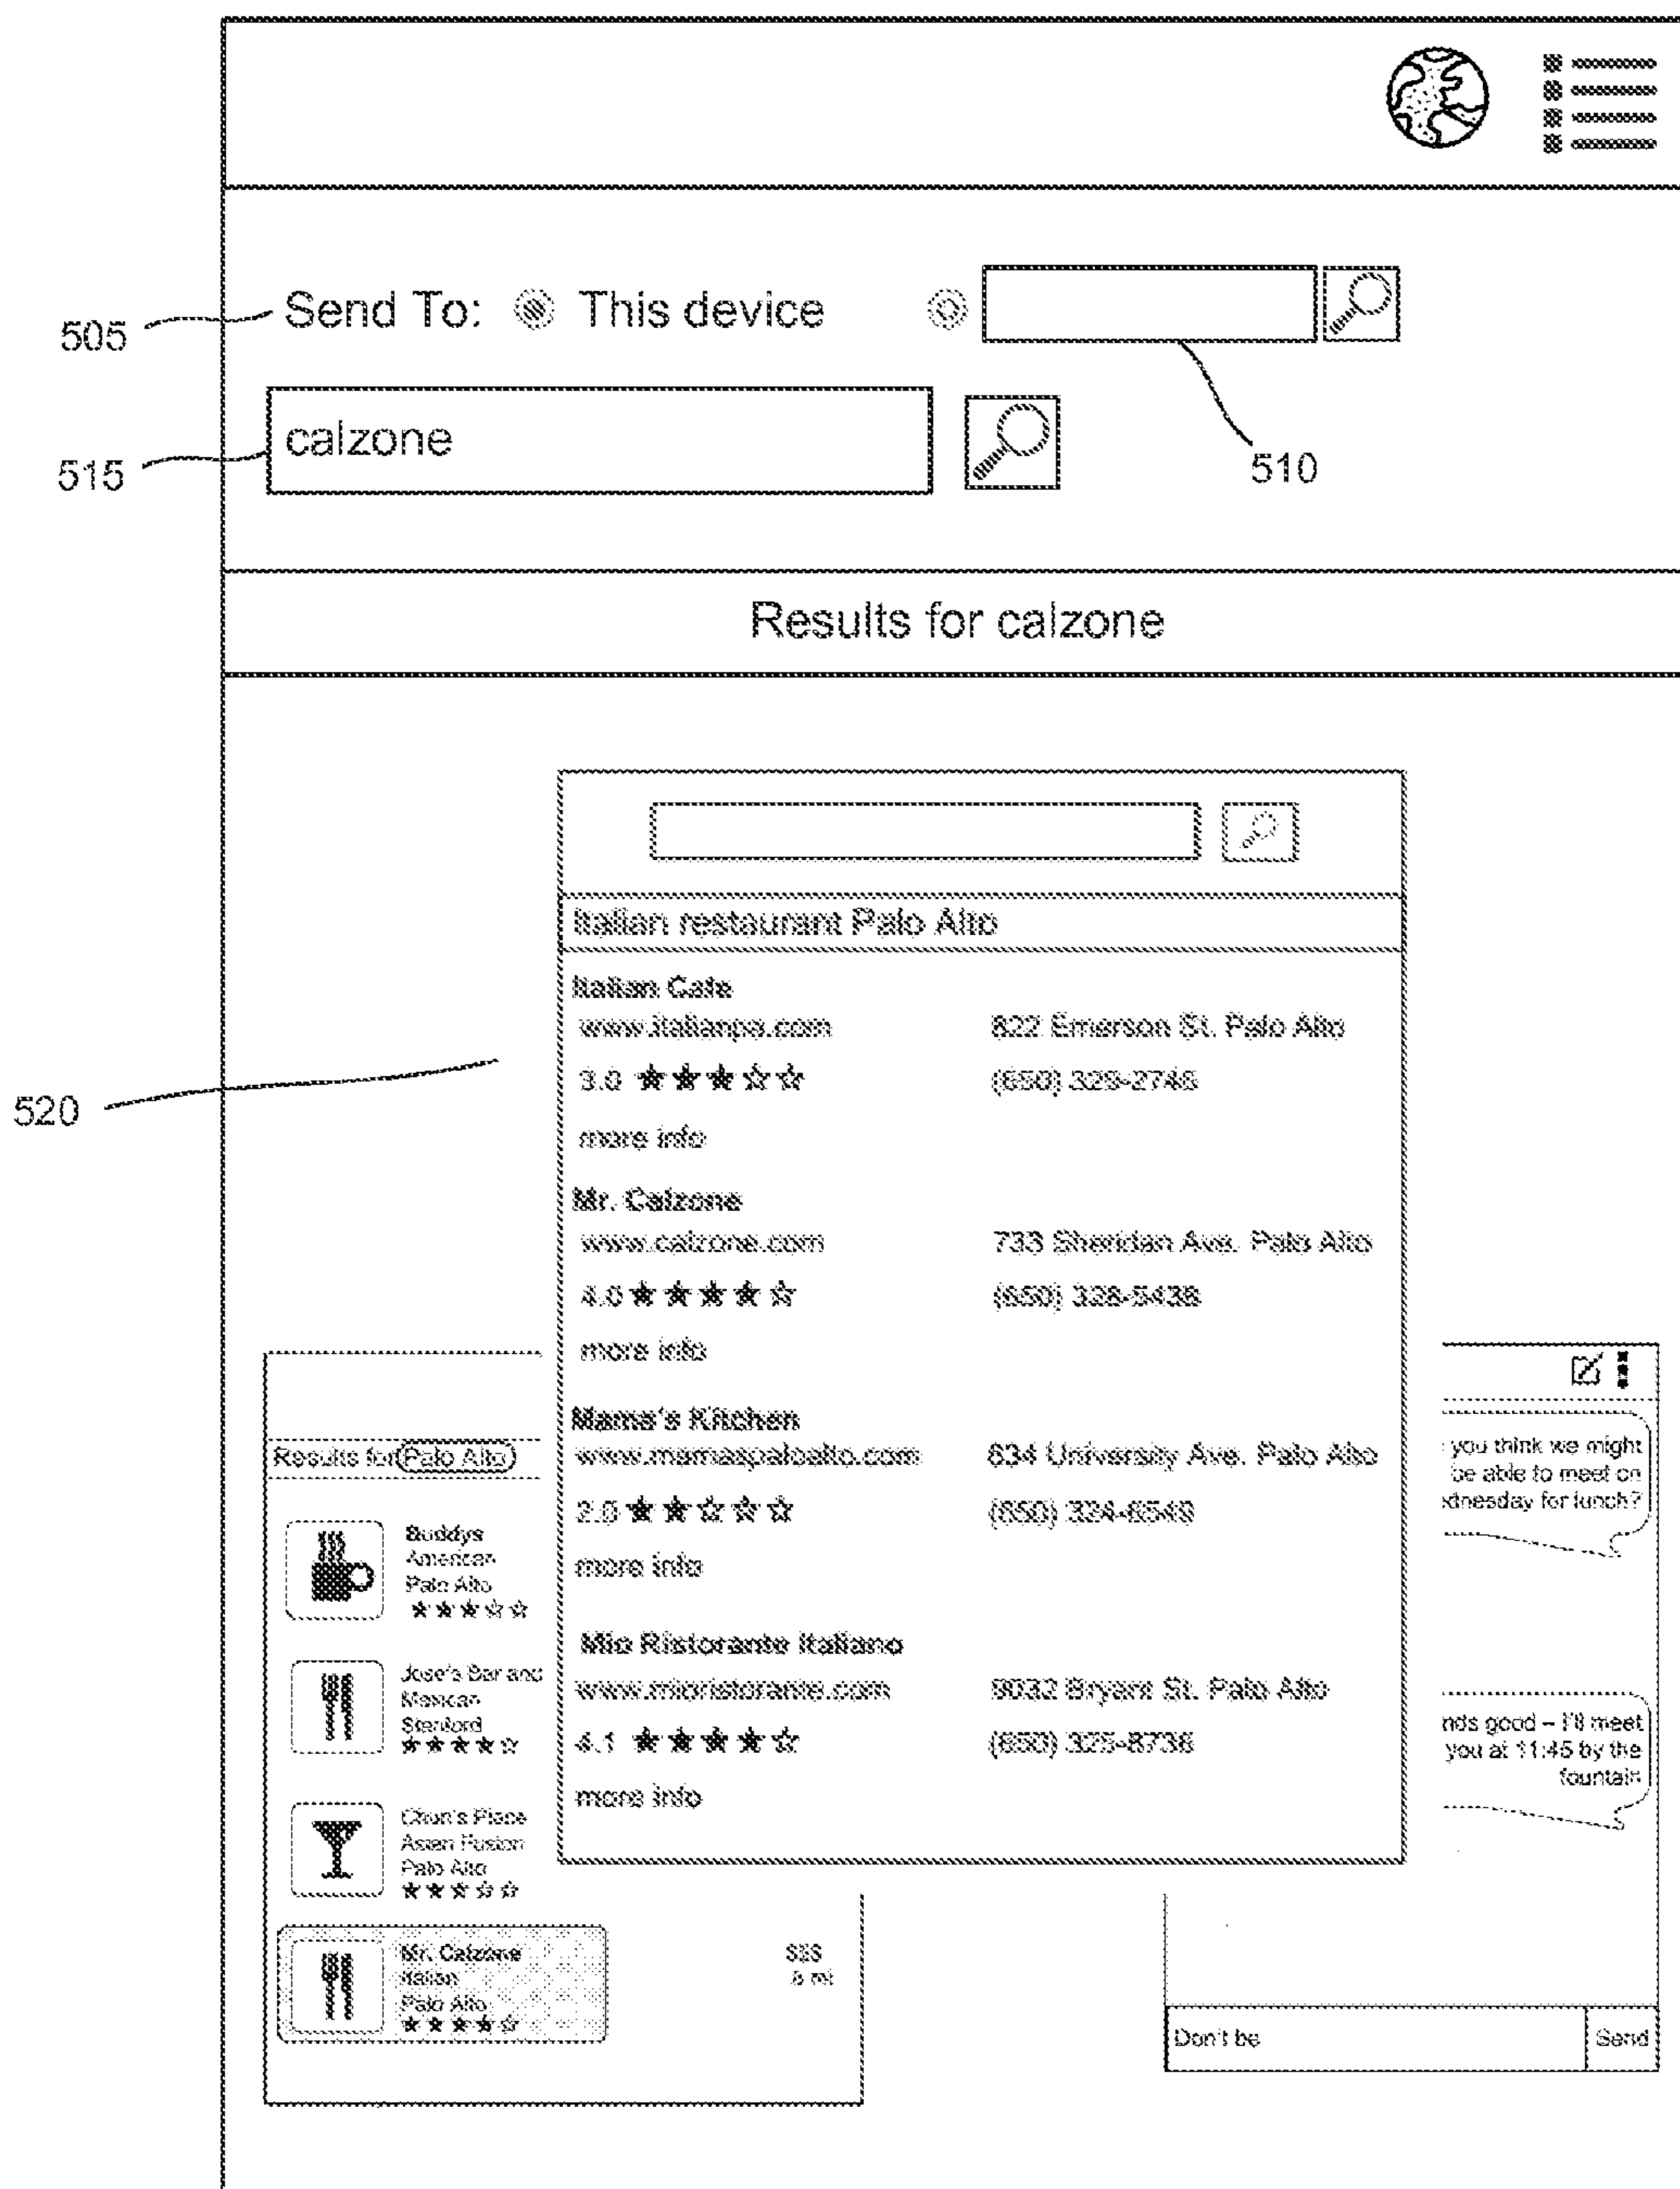 505
Send To: This device
510
515
calzone
Results for calzone
520
Italian restaurant Palo Alto
Italian Cafe
www.italianpa.com 822 Emerson St. Palo Alto
3.0 (650) 329-2745
more info
Mr. Calzone
www.calzone.com 733 Sheridan Ave. Palo Alto
4.0 (650) 328-5438
more info
Mama's Kitchen
www.mamaspaloalto.com 634 University Ave. Palo Alto
2.0 (650) 324-6549
more info
Mio Ristorante Italiano
www.mioristorante.com 9032 Bryant St. Palo Alto
4.1 (650) 325-8736
more info
Results for Palo Alto
Buddys
American
Palo Alto
Jose's Bar and
Mexican
Stanford
Chun's Place
Asian Fusion
Palo Alto
Mr. Calzone
Italian
Palo Alto
mi
you think we might
be able to meet on
dnesday for lunch?
nds good – I'll meet
you at 11:45 by the
fountain
Don't be
Send